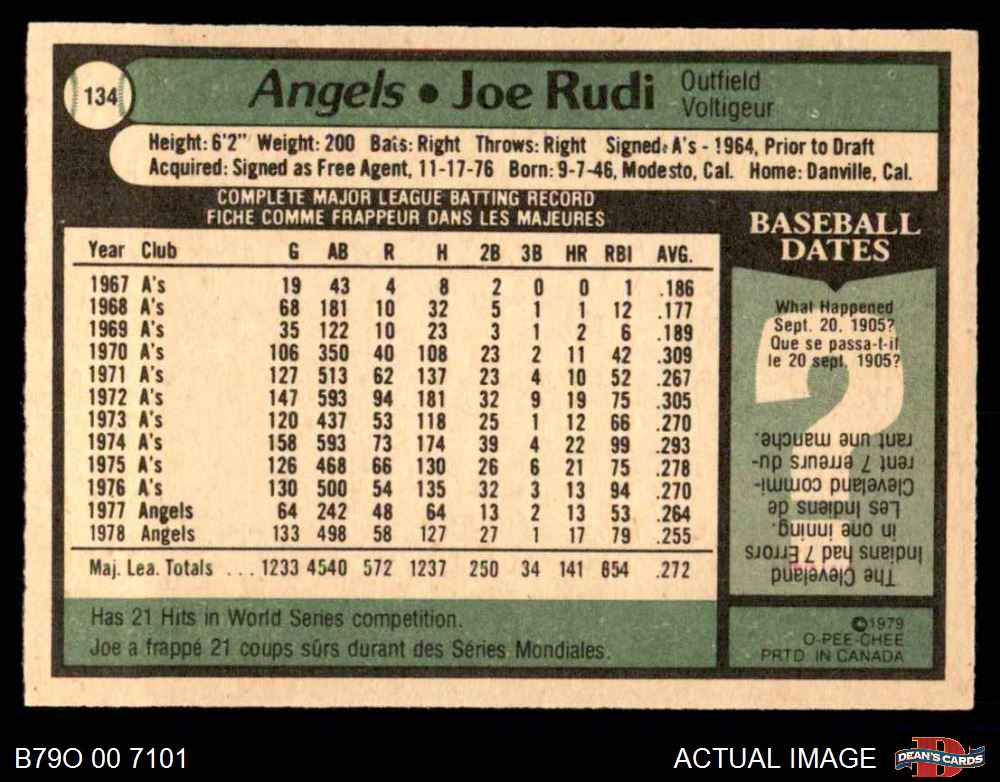 134
Angels • Joe Rudi
Outfield
Voltigeur
Height: 6'2" Weight: 200 Bats: Right Throws: Right Signed: A's - 1964, Prior to Draft
Acquired: Signed as Free Agent, 11-17-76 Born: 9-7-46, Modesto, Cal. Home: Danville, Cal.
COMPLETE MAJOR LEAGUE BATTING RECORD
FICHE COMME FRAPPEUR DANS LES MAJEURES
Year Club G AB R H 2B 3B HR RBI AVG.
1967 A's 19 43 4 8 2 0 0 1 .186
1968 A's 68 181 10 32 5 1 1 12 .177
1969 A's 35 122 10 23 3 1 2 6 .189
1970 A's 106 350 40 108 23 2 11 42 .309
1971 A's 127 513 62 137 23 4 10 52 .267
1972 A's 147 593 94 181 32 9 19 75 .305
1973 A's 120 437 53 118 25 1 12 66 .270
1974 A's 158 593 73 174 39 4 22 99 .293
1975 A's 126 468 66 130 26 6 21 75 .278
1976 A's 130 500 54 135 32 3 13 94 .270
1977 Angels 64 242 48 64 13 2 13 53 .264
1978 Angels 133 498 58 127 27 1 17 79 .255
Maj. Lea. Totals ... 1233 4540 572 1237 250 34 141 654 .272
Has 21 Hits in World Series competition.
Joe a frappé 21 coups sûrs durant des Séries Mondiales.
BASEBALL
DATES
What Happened
Sept. 20, 1905?
Que se passa-t-il
le 20 sept. 1905?
The Cleveland
Indians had 7 Errors
in one inning.
Les Indiens de
Cleveland commi-
rent 7 erreurs du-
rant une manche.
©1979
O-PEE-CHEE
PRTD IN CANADA
B79O 00 7101
ACTUAL IMAGE
D
DEAN'S CARDS